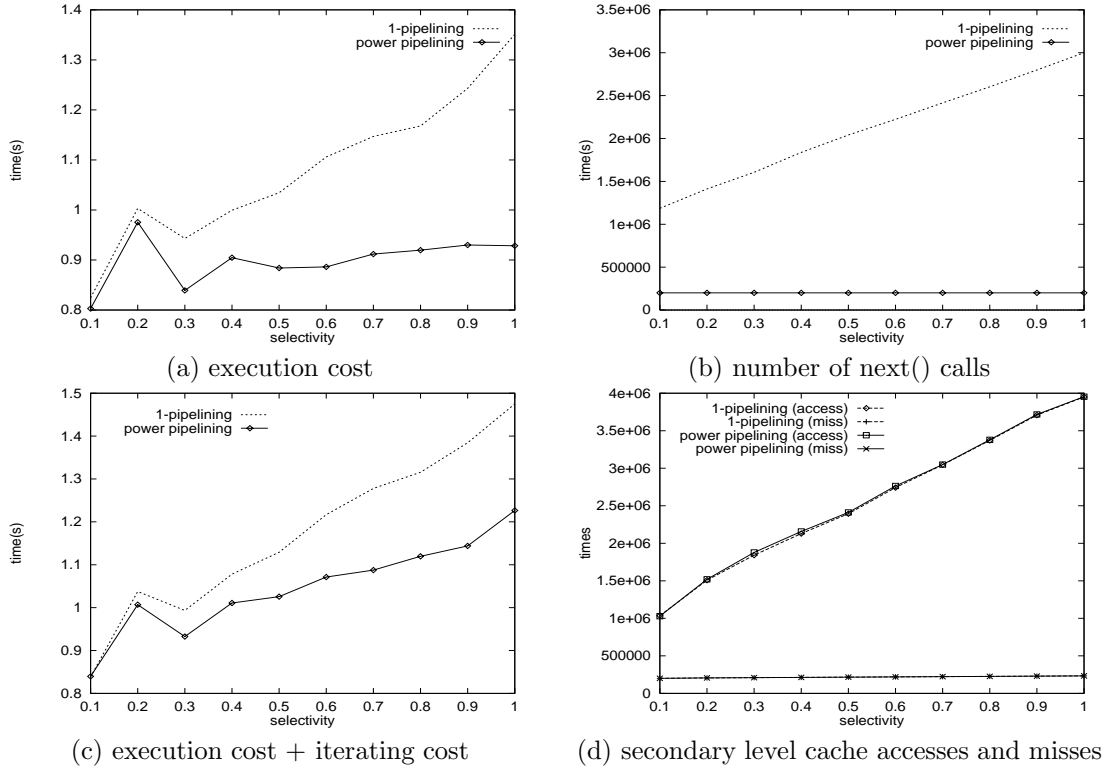 1.4
1.3
1.2
1.1
1
0.9
0.8
time(s)
1-pipelining
power pipelining
0.1 0.2 0.3 0.4 0.5 0.6 0.7 0.8 0.9 1
selectivity
(a) execution cost
3.5e+06
3e+06
2.5e+06
2e+06
1.5e+06
1e+06
500000
0
time(s)
1-pipelining
power pipelining
0.1 0.2 0.3 0.4 0.5 0.6 0.7 0.8 0.9 1
selectivity
(b) number of next() calls
1.5
1.4
1.3
1.2
1.1
1
0.9
0.8
time(s)
1-pipelining
power pipelining
0.1 0.2 0.3 0.4 0.5 0.6 0.7 0.8 0.9 1
selectivity
(c) execution cost + iterating cost
4e+06
3.5e+06
3e+06
2.5e+06
2e+06
1.5e+06
1e+06
500000
0
times
1-pipelining (access)
1-pipelining (miss)
power pipelining (access)
power pipelining (miss)
0.1 0.2 0.3 0.4 0.5 0.6 0.7 0.8 0.9 1
selectivity
(d) secondary level cache accesses and misses